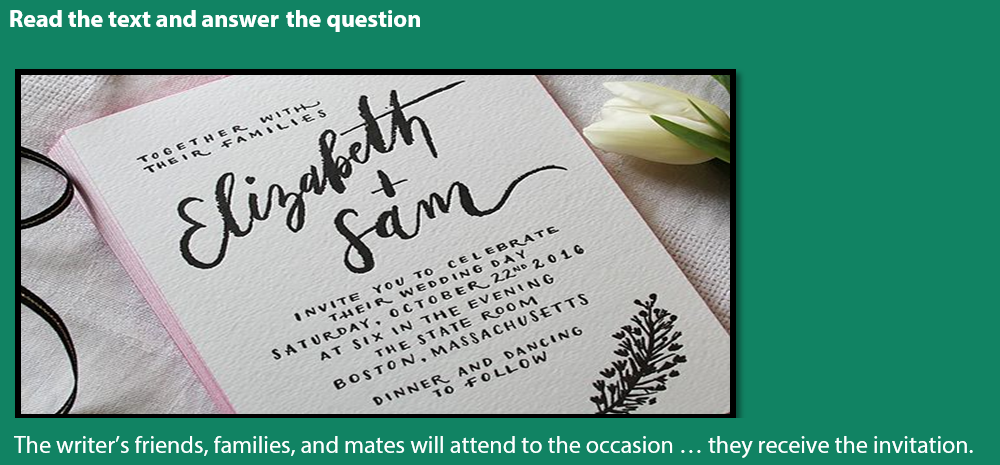 Read the text and answer the question
TOGETHER WITH
THEIR FAMILIES
Elizabeth
+
Sam
INVITE YOU TO CELEBRATE
THEIR WEDDING DAY
SATURDAY, OCTOBER 22ND 2016
AT SIX IN THE EVENING
THE STATE ROOM
BOSTON, MASSACHUSETTS
DINNER AND DANCING
TO FOLLOW
The writer’s friends, families, and mates will attend to the occasion … they receive the invitation.